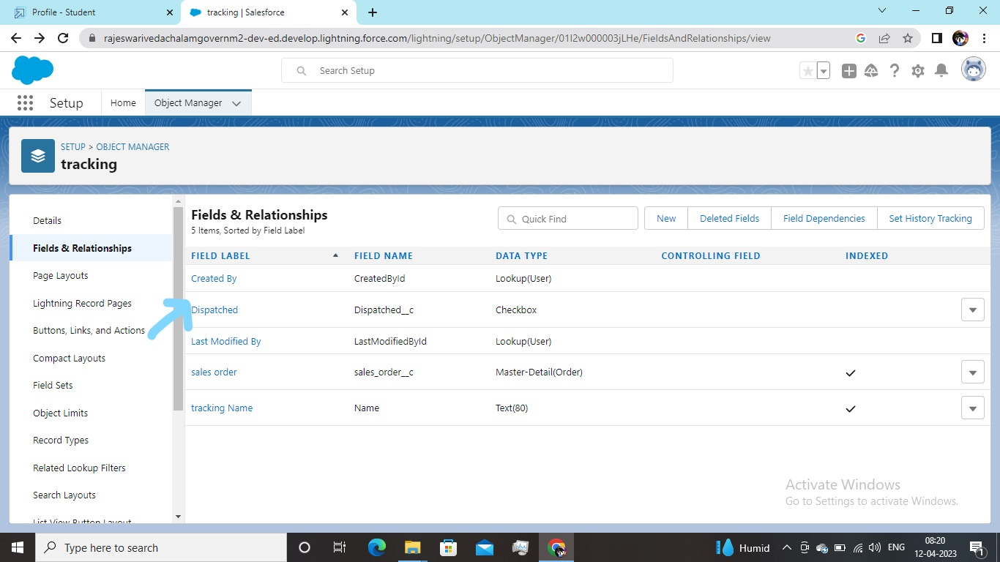 Profile - Student
tracking | Salesforce
rajeswarivedachalamgovernm2-dev-ed.develop.lightning.force.com/lightning/setup/ObjectManager/01I2w000003jLHe/FieldsAndRelationships/view
Search Setup
Setup Home Object Manager
SETUP > OBJECT MANAGER
tracking
Details
Fields & Relationships
Page Layouts
Lightning Record Pages
Buttons, Links, and Actions
Compact Layouts
Field Sets
Object Limits
Record Types
Related Lookup Filters
Search Layouts
List View Button Layout
Fields & Relationships
5 Items, Sorted by Field Label
Quick Find
New Deleted Fields Field Dependencies Set History Tracking
FIELD LABEL FIELD NAME DATA TYPE CONTROLLING FIELD INDEXED
Created By CreatedById Lookup(User)
Dispatched Dispatched__c Checkbox
Last Modified By LastModifiedById Lookup(User)
sales order sales_order__c Master-Detail(Order)
tracking Name Name Text(80)
Activate Windows
Go to Settings to activate Windows.
Type here to search
Humid
ENG
08:20
12-04-2023
1